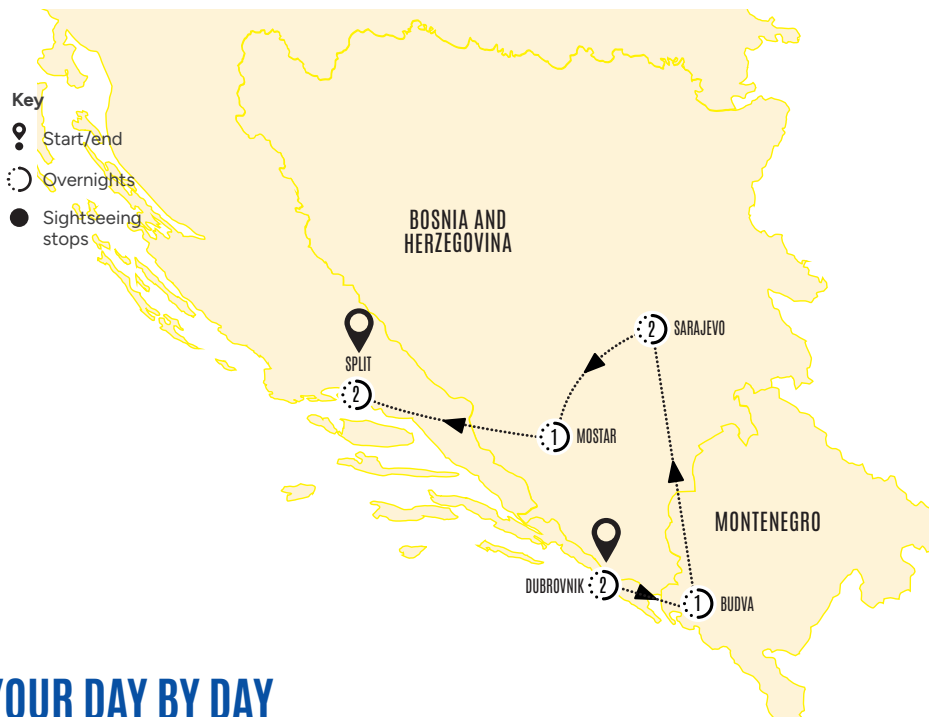 Key
Start/end
Overnights
Sightseeing
stops
BOSNIA AND
HERZEGOVINA
2 SARAJEVO
SPLIT
2
1 MOSTAR
MONTENEGRO
DUBROVNIK 2
1 BUDVA
YOUR DAY BY DAY